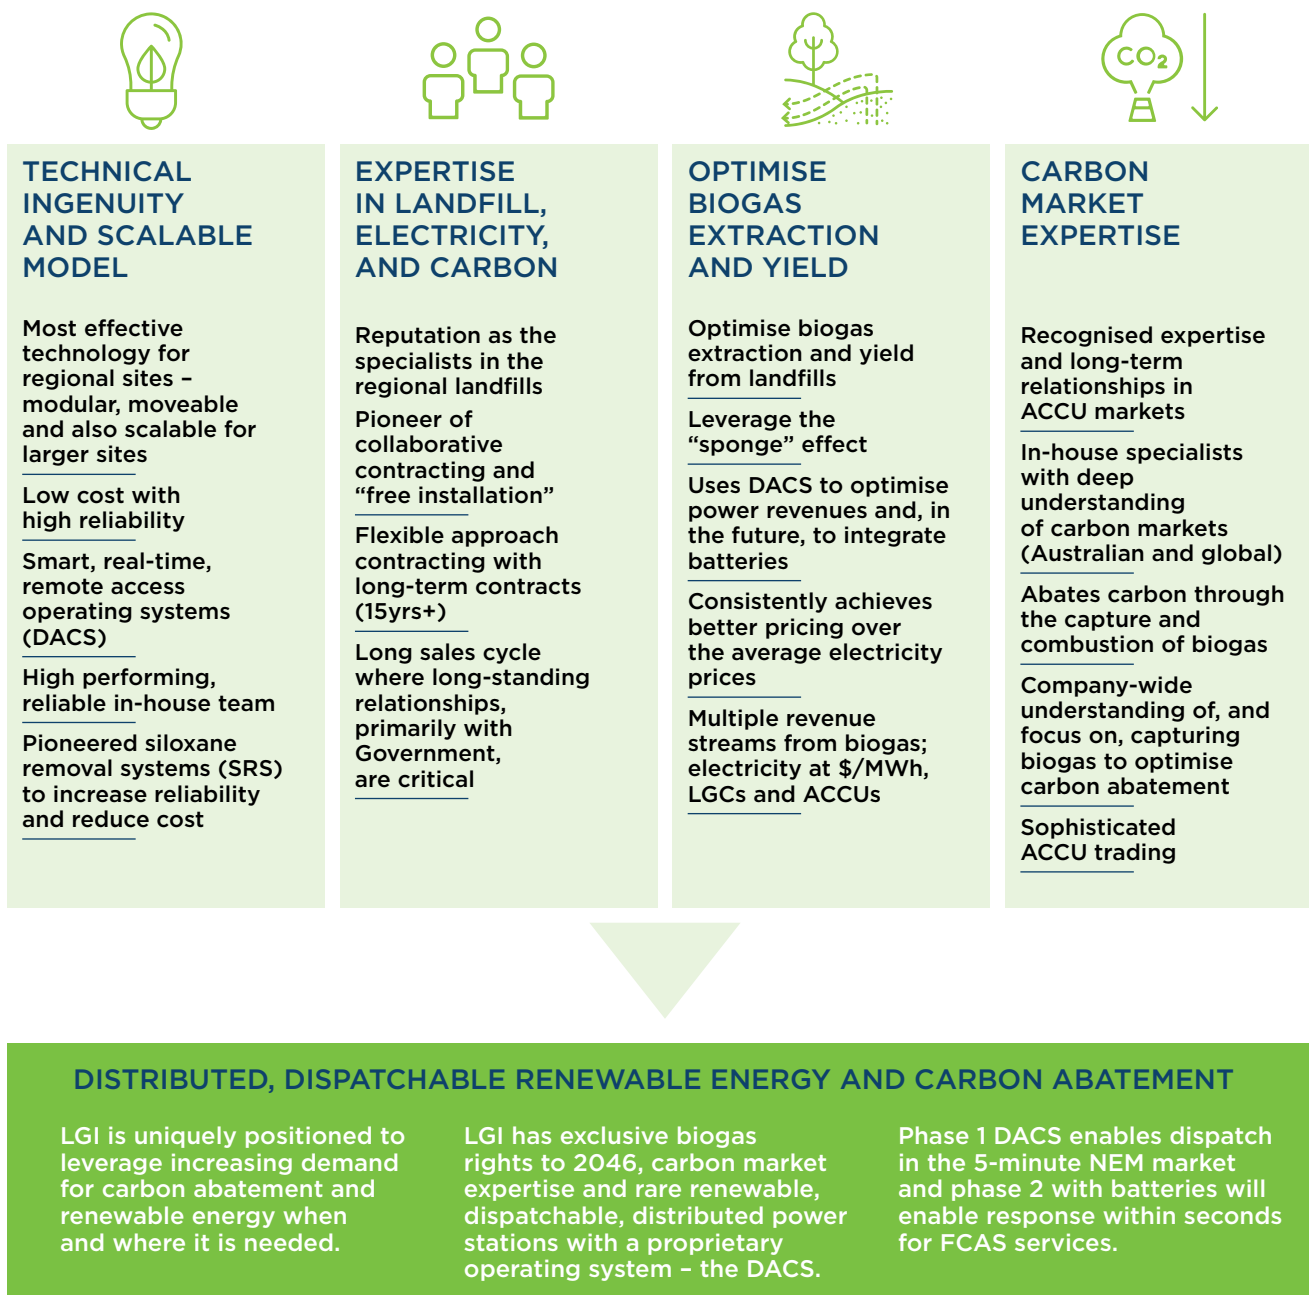 CO2
TECHNICAL
INGENUITY
AND SCALABLE
MODEL
Most effective
technology for
regional sites –
modular, moveable
and also scalable for
larger sites
Low cost with
high reliability
Smart, real-time,
remote access
operating systems
(DACS)
High performing,
reliable in-house team
Pioneered siloxane
removal systems (SRS)
to increase reliability
and reduce cost
EXPERTISE
IN LANDFILL,
ELECTRICITY,
AND CARBON
Reputation as the
specialists in the
regional landfills
Pioneer of
collaborative
contracting and
“free installation”
Flexible approach
contracting with
long-term contracts
(15yrs+)
Long sales cycle
where long-standing
relationships,
primarily with
Government,
are critical
OPTIMISE
BIOGAS
EXTRACTION
AND YIELD
Optimise biogas
extraction and yield
from landfills
Leverage the
“sponge” effect
Uses DACS to optimise
power revenues and, in
the future, to integrate
batteries
Consistently achieves
better pricing over
the average electricity
prices
Multiple revenue
streams from biogas;
electricity at $/MWh,
LGCs and ACCUs
CARBON
MARKET
EXPERTISE
Recognised expertise
and long-term
relationships in
ACCU markets
In-house specialists
with deep
understanding
of carbon markets
(Australian and global)
Abates carbon through
the capture and
combustion of biogas
Company-wide
understanding of, and
focus on, capturing
biogas to optimise
carbon abatement
Sophisticated
ACCU trading
DISTRIBUTED, DISPATCHABLE RENEWABLE ENERGY AND CARBON ABATEMENT
LGI is uniquely positioned to
leverage increasing demand
for carbon abatement and
renewable energy when
and where it is needed.
LGI has exclusive biogas
rights to 2046, carbon market
expertise and rare renewable,
dispatchable, distributed power
stations with a proprietary
operating system – the DACS.
Phase 1 DACS enables dispatch
in the 5-minute NEM market
and phase 2 with batteries will
enable response within seconds
for FCAS services.